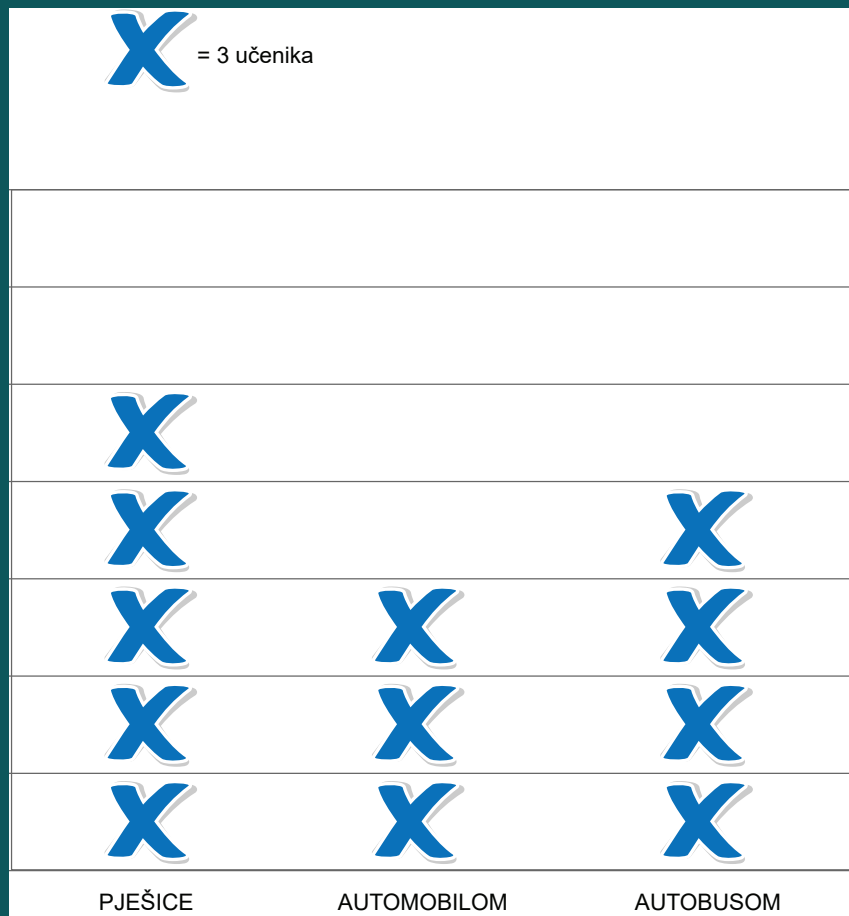 X = 3 učenika
X
X X
X X X
X X X
X X X
PJEŠICE AUTOMOBILOM AUTOBUSOM